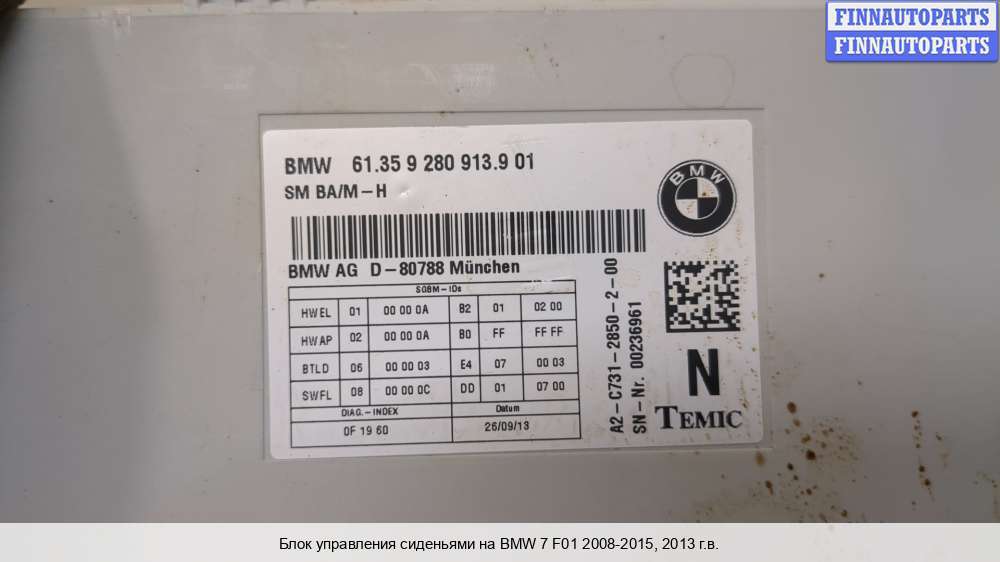 FINNAUTOPARTS
FINNAUTOPARTS
BMW 61.35 9 280 913.9 01
SM BA/M-H
BMW
BMW AG D-80788 München
SGBM-IDs
HWEL 01 00 00 0A B2 01 02 00
HWAP 02 00 00 0A B0 FF FF FF
BTLD 06 00 00 03 E4 07 00 03
SWFL 08 00 00 0C DD 01 07 00
DIAG.-INDEX Datum
0F 19 60 26/09/13
A2-C731-2850-2-00
SN-Nr. 00236961
N
TEMIC
Блок управления сиденьями на BMW 7 F01 2008-2015, 2013 г.в.